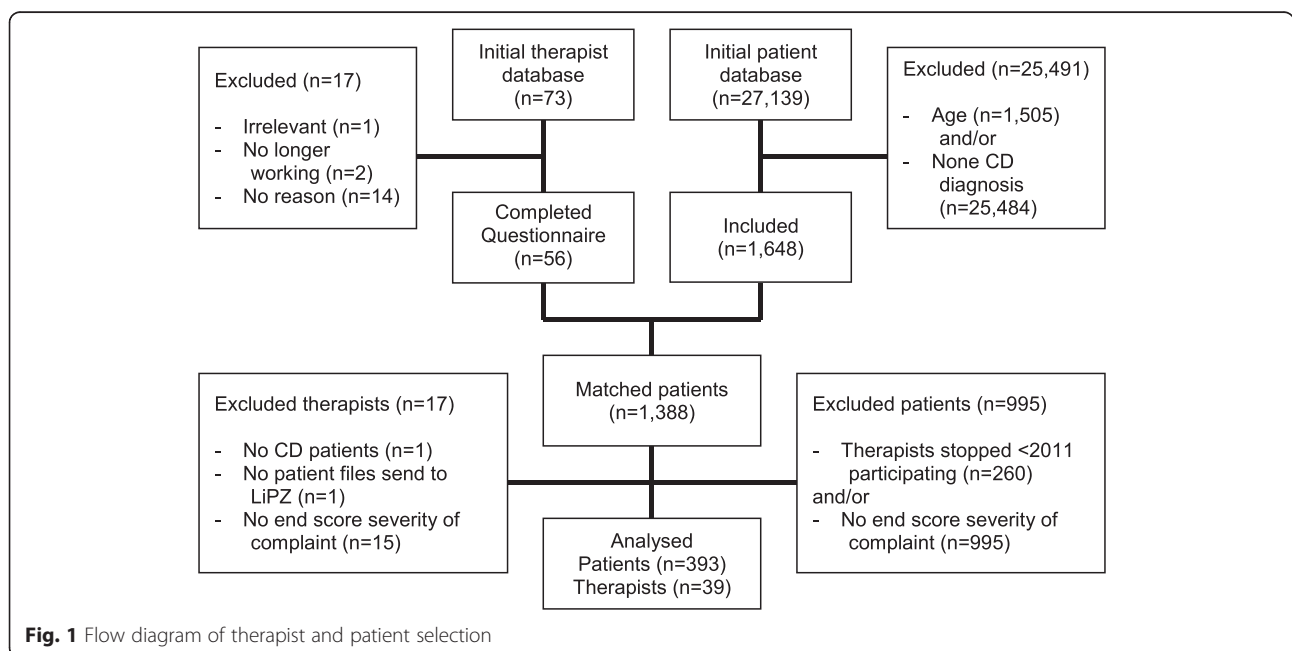 Initial therapist
database
(n=73)
Initial patient
database
(n=27,139)
Excluded (n=17)
- Irrelevant (n=1)
- No longer
working (n=2)
- No reason (n=14)
Excluded (n=25,491)
- Age (n=1,505)
and/or
- None CD
diagnosis
(n=25,484)
Completed
Questionnaire
(n=56)
Included
(n=1,648)
Matched patients
(n=1,388)
Excluded therapists (n=17)
- No CD patients (n=1)
- No patient files send to
LiPZ (n=1)
- No end score severity of
complaint (n=15)
Excluded patients (n=995)
- Therapists stopped <2011
participating (n=260)
and/or
- No end score severity of
complaint (n=995)
Analysed
Patients (n=393)
Therapists (n=39)
Fig. 1 Flow diagram of therapist and patient selection